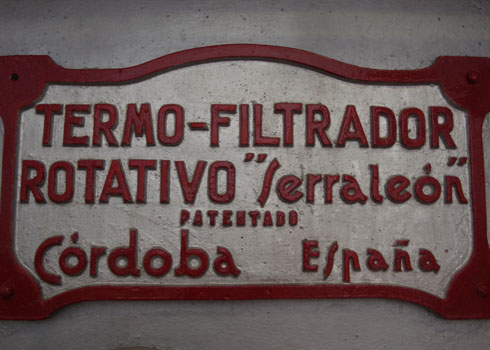 TERMO-FILTRADOR
ROTATIVO "Serraleón"
PATENTADO
Córdoba España